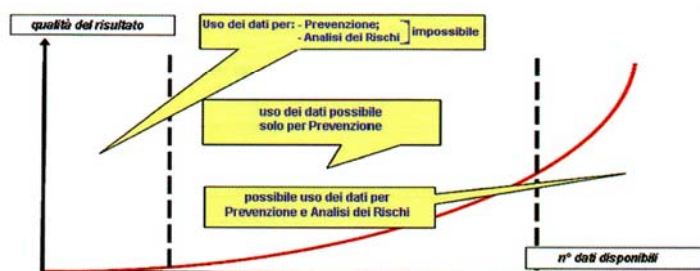 qualità del risultato
Uso dei dati per: - Prevenzione;
- Analisi dei Rischi
impossibile
uso dei dati possibile
solo per Prevenzione
possibile uso dei dati per
Prevenzione e Analisi dei Rischi
n° dati disponibili